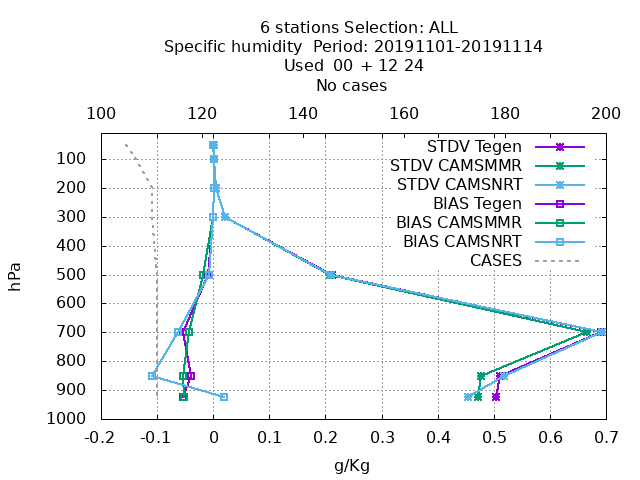 6 stations Selection: ALL
Specific humidity  Period: 20191101-20191114
Used  00  + 12 24
No cases
100 120 140 160 180 200
STDV Tegen
STDV CAMSMMR
STDV CAMSNRT
BIAS Tegen
BIAS CAMSMMR
BIAS CAMSNRT
CASES
100
200
300
400
500
600
700
800
900
1000
hPa
-0.2 -0.1 0 0.1 0.2 0.3 0.4 0.5 0.6 0.7
g/Kg